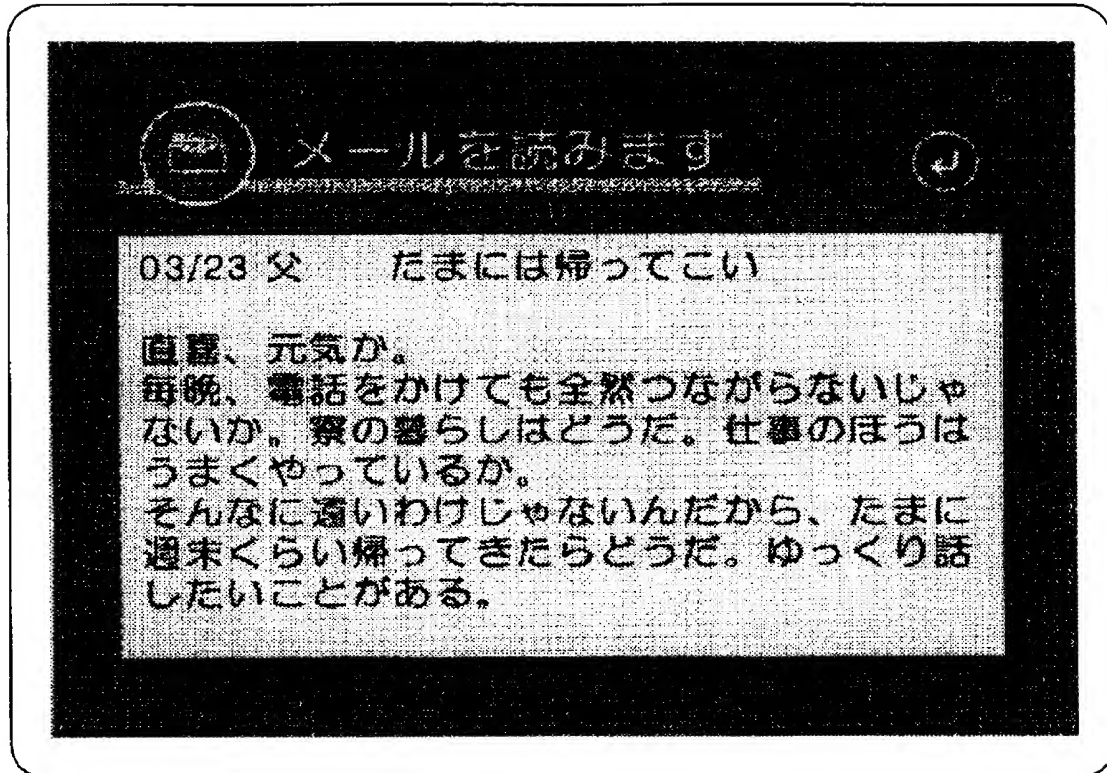 メールを読みます
03/23 父 たまには帰ってこい
直喜、元気か。
毎晩、電話をかけても全然つながらないじゃ
ないか。寮の暮らしはどうだ。仕事のほうは
うまくやっているか。
そんなに遠いわけじゃないんだから、たまに
週末くらい帰ってきたらどうだ。ゆっくり話
したいことがある。